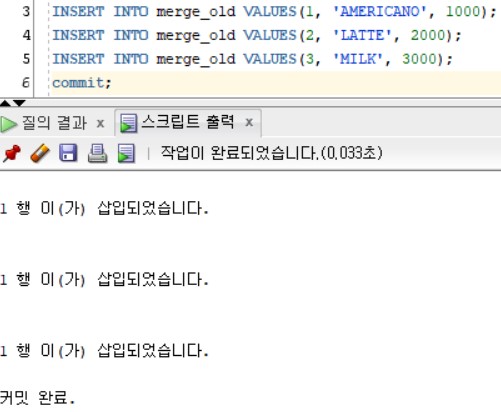 3 INSERT INTO merge_old VALUES(1, 'AMERICANO', 1000);
4 INSERT INTO merge_old VALUES(2, 'LATTE', 2000);
5 INSERT INTO merge_old VALUES(3, 'MILK', 3000);
6 commit;
질의 결과 x 스크립트 출력 x
작업이 완료되었습니다.(0,033초)
1 행 이(가) 삽입되었습니다.
1 행 이(가) 삽입되었습니다.
1 행 이(가) 삽입되었습니다.
커밋 완료.